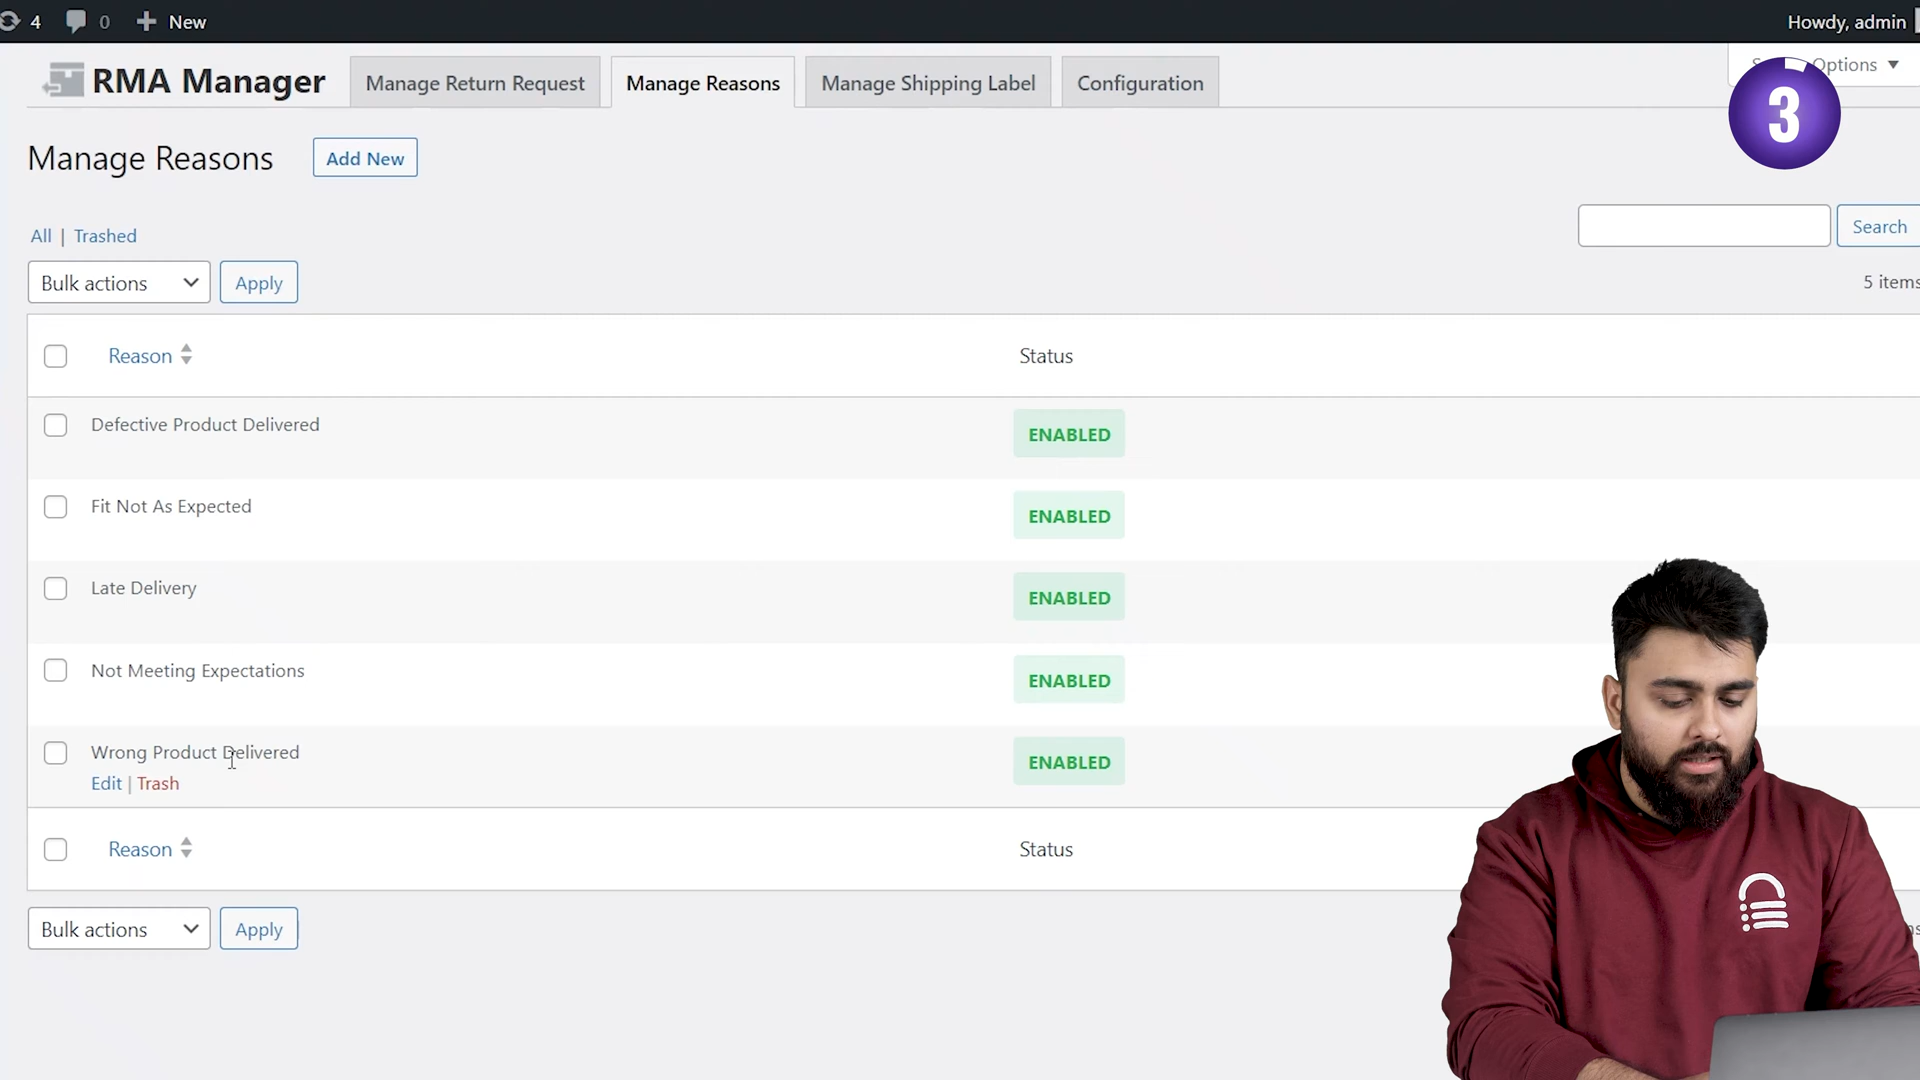 4 0 New Howdy, admin
RMA Manager Manage Return Request Manage Reasons Manage Shipping Label Configuration Options
3
Manage Reasons Add New
All | Trashed
Search
Bulk actions Apply 5 items
Reason Status
Defective Product Delivered ENABLED
Fit Not As Expected ENABLED
Late Delivery ENABLED
Not Meeting Expectations ENABLED
Wrong Product Delivered ENABLED
Edit | Trash
Reason Status
Bulk actions Apply